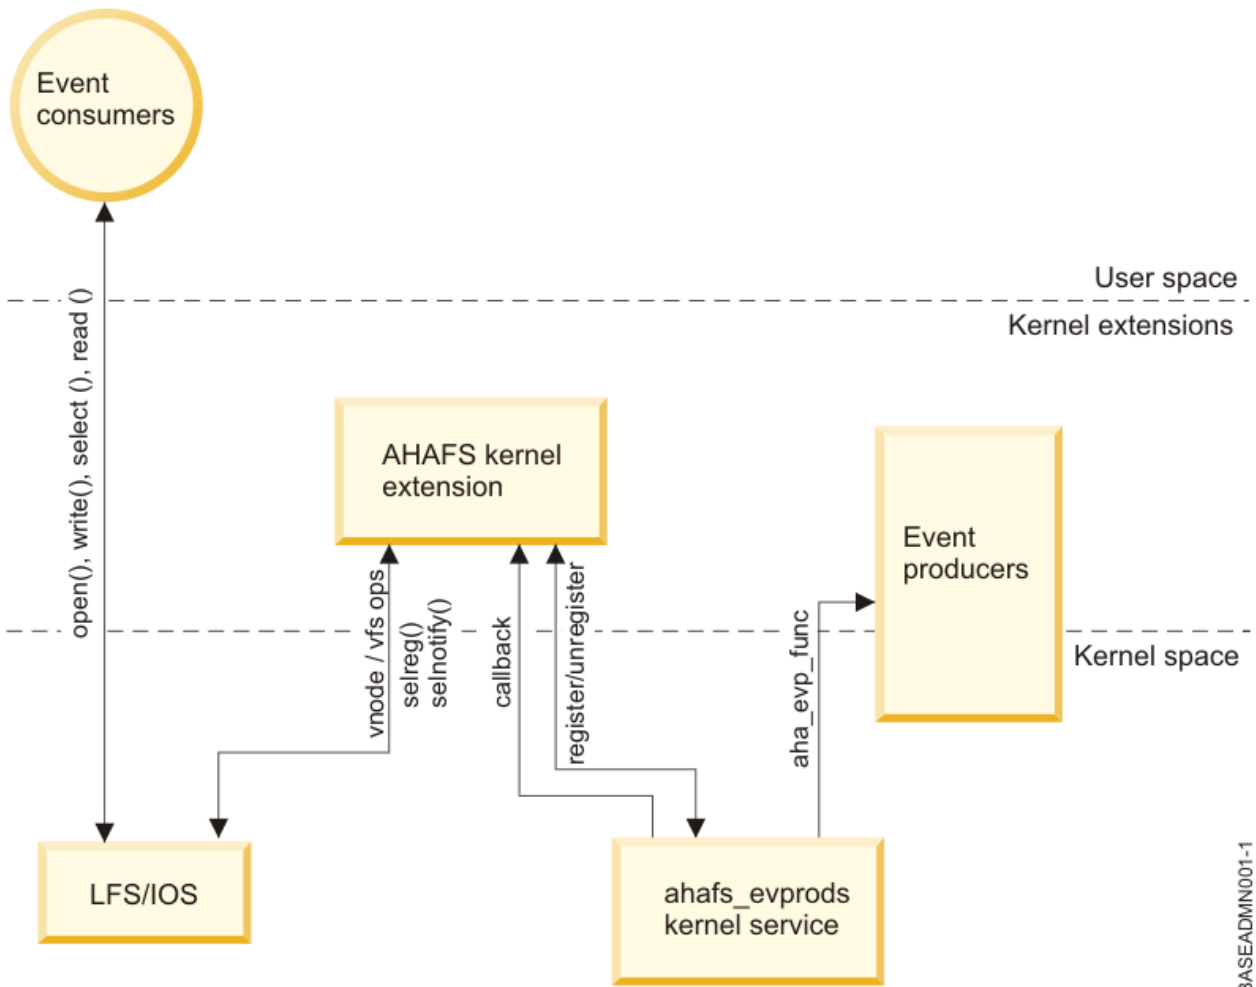 Event
consumers
User space
Kernel extensions
open(), write(), select (), read ()
AHAFS kernel
extension
Event
producers
vnode / vfs ops
selreg()
selnotify()
callback
register/unregister
aha_evp_func
Kernel space
LFS/IOS
ahafs_evprods
kernel service
BASEADMN001-1